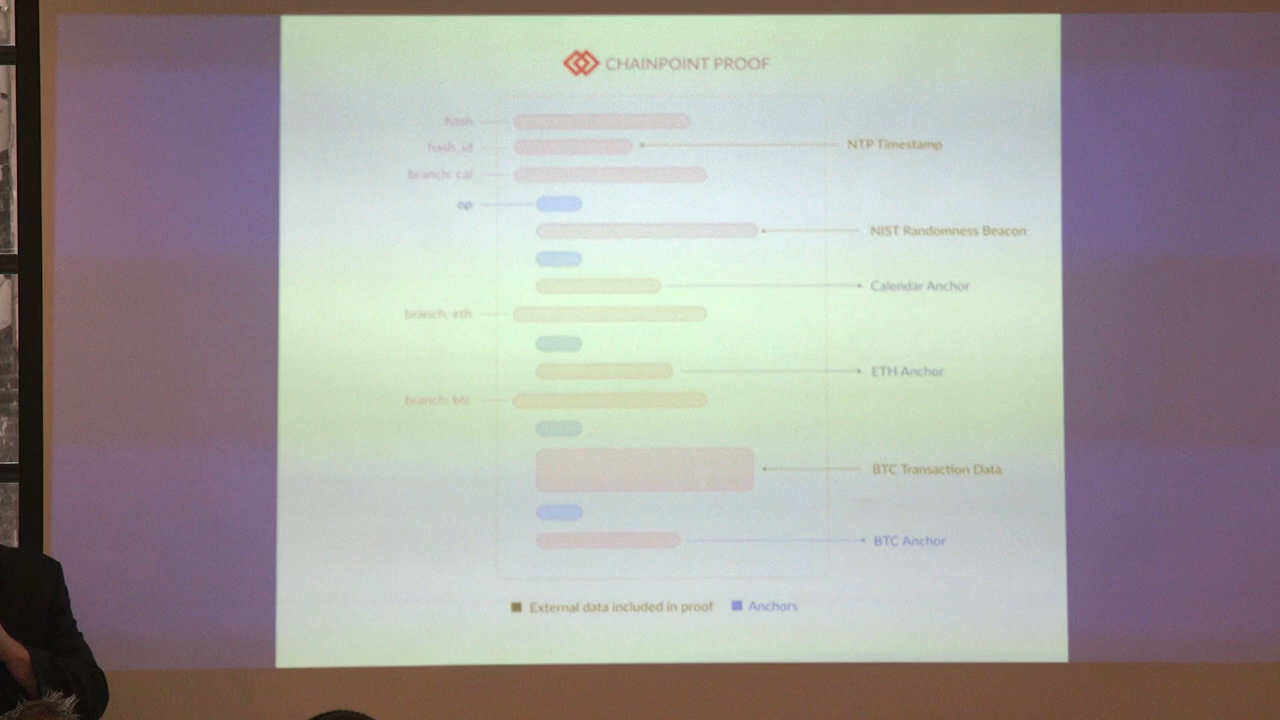 CHAINPOINT PROOF
hash
hash_id
NTP Timestamp
branch: cal
op
NIST Randomness Beacon
Calendar Anchor
branch: eth
ETH Anchor
branch: btc
BTC Transaction Data
BTC Anchor
External data included in proof
Anchors